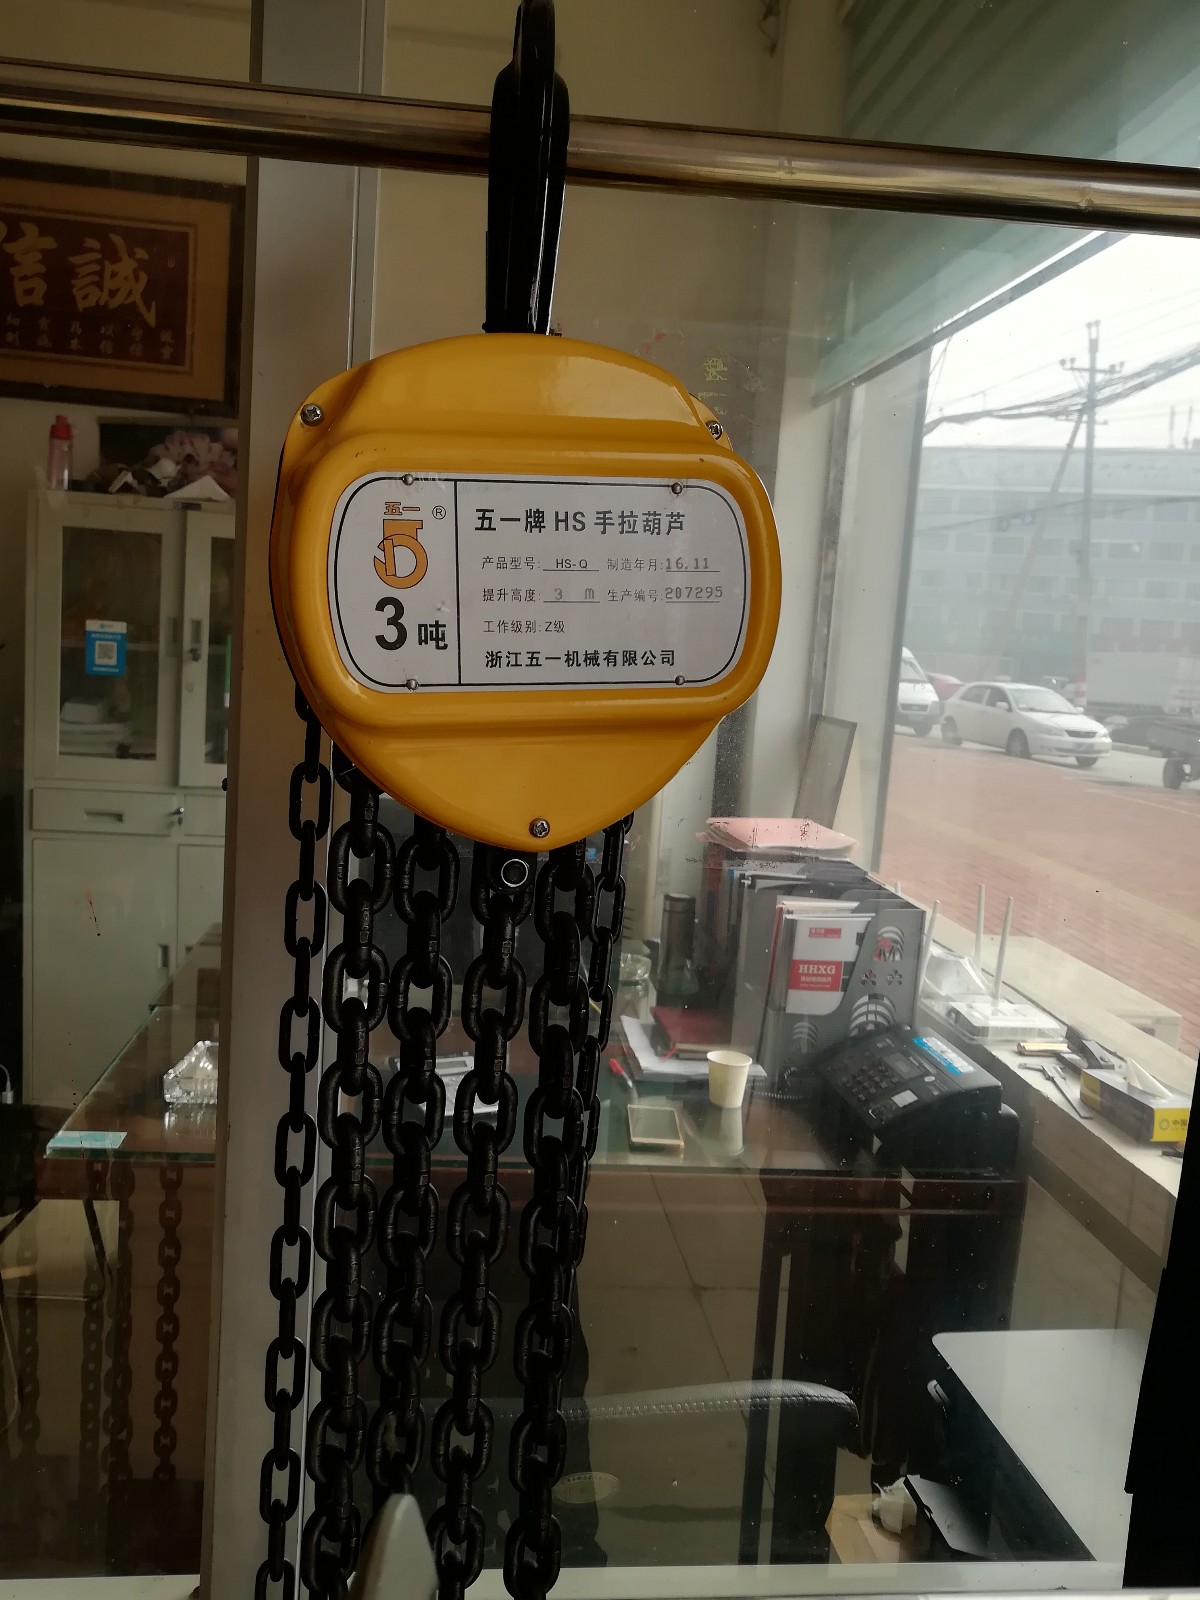 信誠
五一
®
3吨
五一牌 HS 手拉葫芦
产品型号: HS-Q 制造年月: 16.11
提升高度: 3 m 生产编号: 207295
工作级别: Z级
浙江五一机械有限公司
HHXG